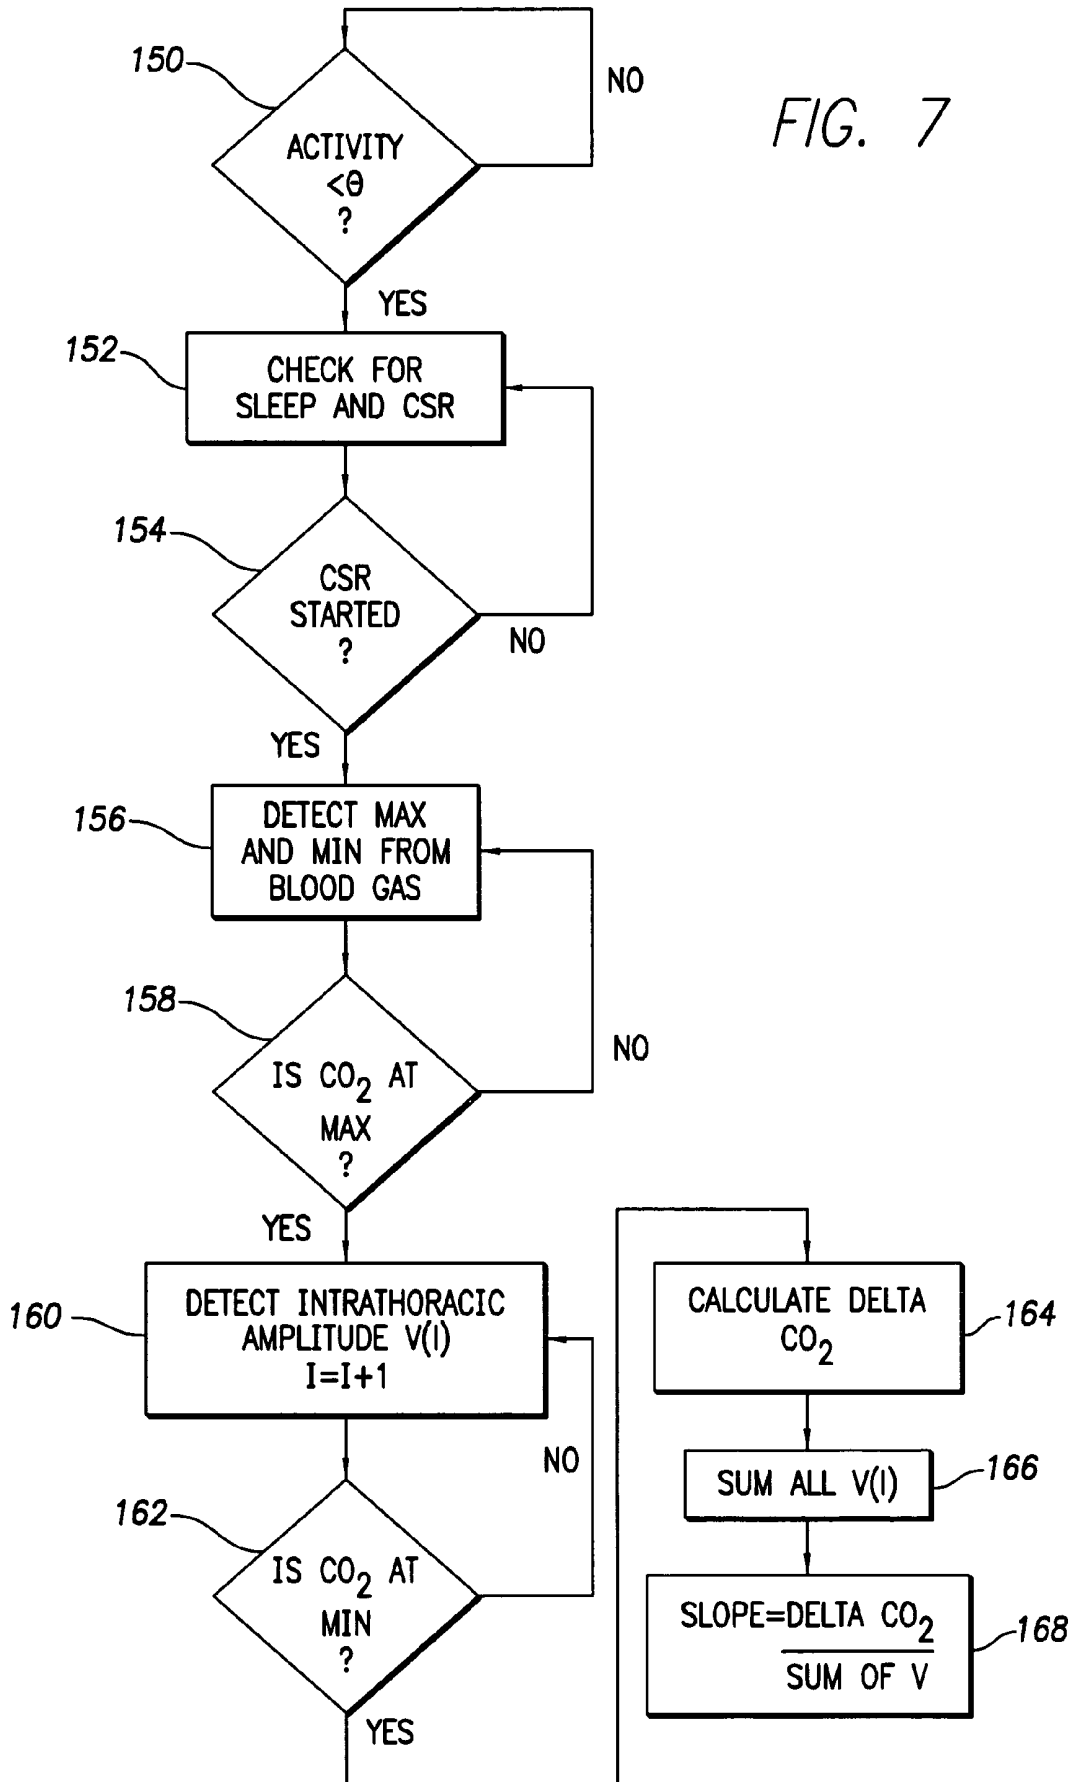 FIG. 7
150
ACTIVITY
<θ
?
NO
YES
152
CHECK FOR
SLEEP AND CSR
154
CSR
STARTED
?
NO
YES
156
DETECT MAX
AND MIN FROM
BLOOD GAS
158
IS CO2 AT
MAX
?
NO
YES
160
DETECT INTRATHORACIC
AMPLITUDE V(I)
I=I+1
162
IS CO2 AT
MIN
?
NO
YES
CALCULATE DELTA
CO2
164
SUM ALL V(I)
166
SLOPE=DELTA CO2
SUM OF V
168